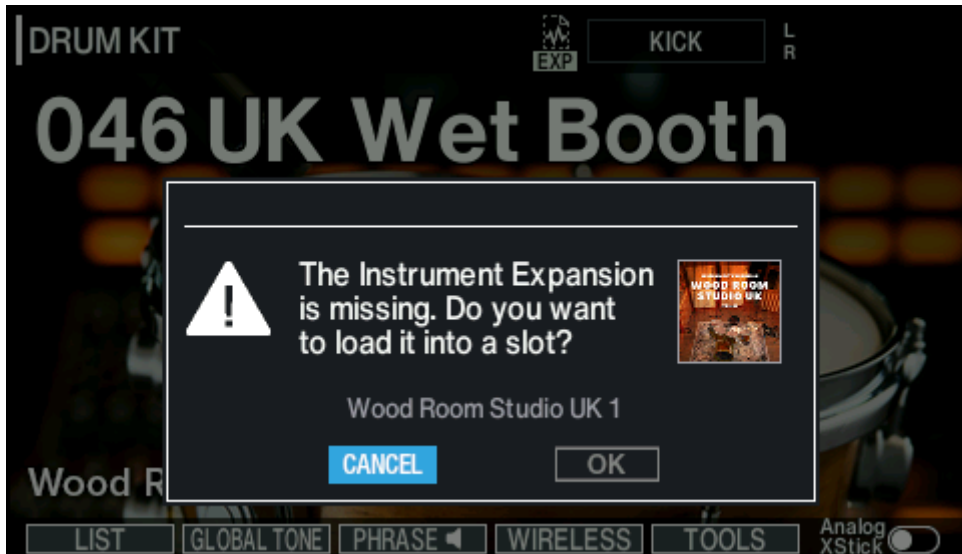 DRUM KIT
EXP
KICK
L
R
046 UK Wet Booth
The Instrument Expansion
is missing. Do you want
to load it into a slot?
WOOD ROOM
STUDIO UK
Wood Room Studio UK 1
CANCEL
OK
Wood R
LIST
GLOBAL TONE
PHRASE
WIRELESS
TOOLS
Analog
XStick